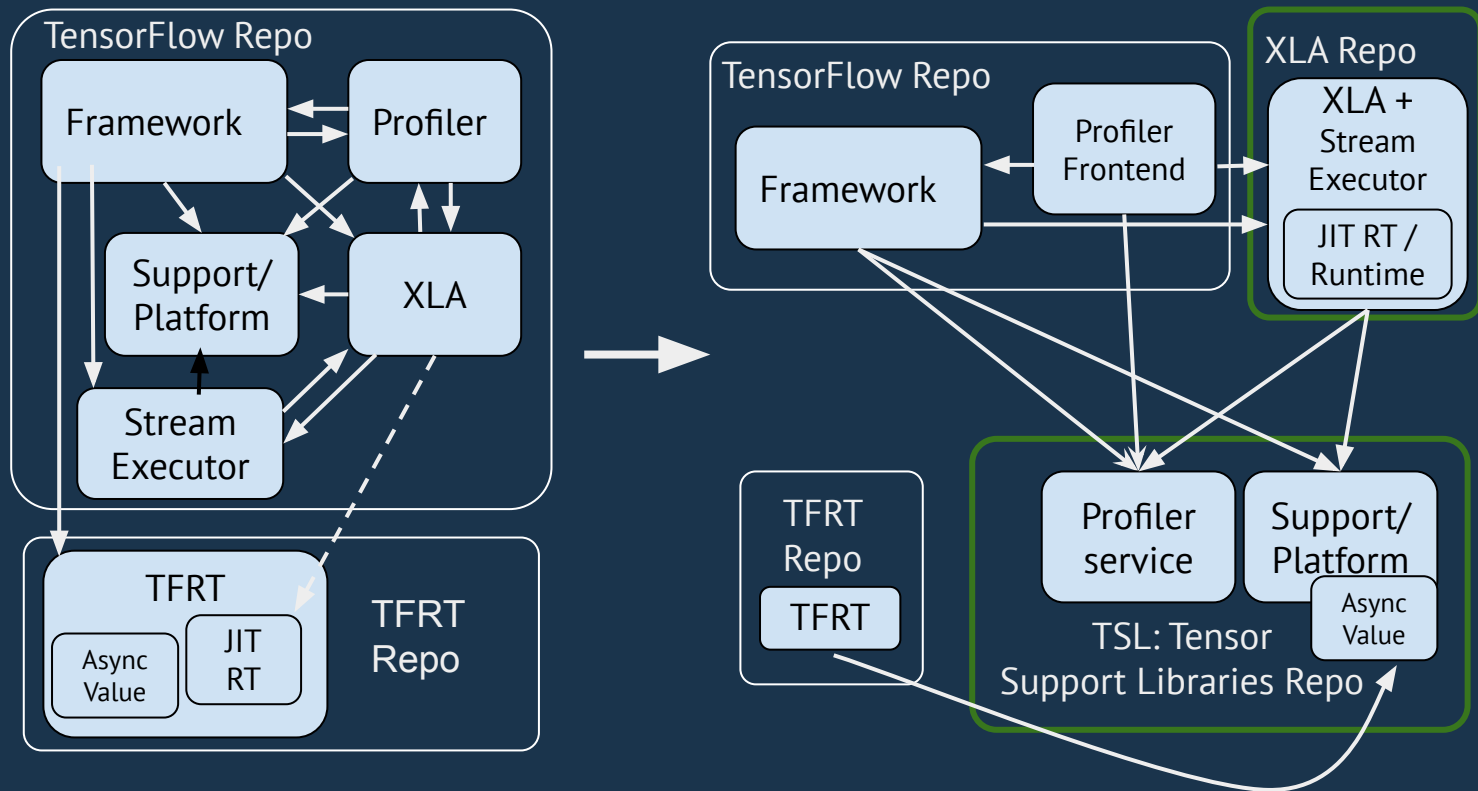 TensorFlow Repo
Framework
Profiler
Support/
Platform
XLA
Stream
Executor
TFRT
Async
Value
JIT
RT
TFRT
Repo
TensorFlow Repo
Framework
Profiler
Frontend
XLA Repo
XLA +
Stream
Executor
JIT RT /
Runtime
TFRT
Repo
TFRT
Profiler
service
Support/
Platform
Async
Value
TSL: Tensor
Support Libraries Repo